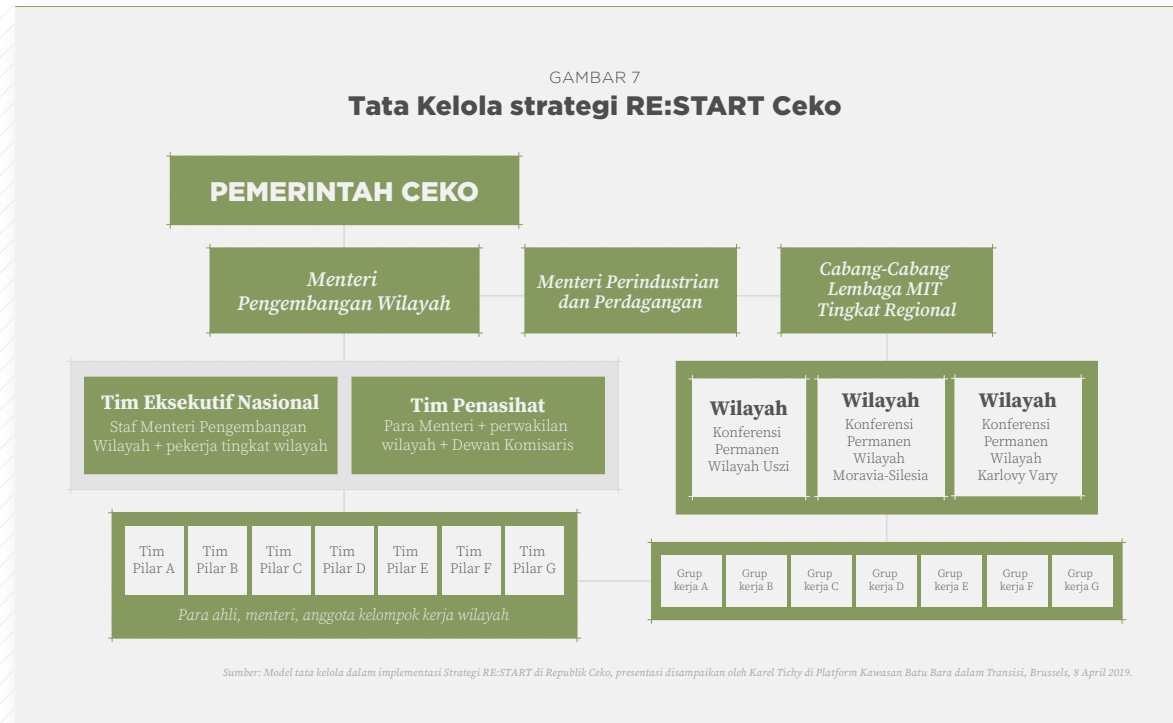 GAMBAR 7
Tata Kelola strategi RE:START Ceko
PEMERINTAH CEKO
Menteri
Pengembangan Wilayah
Menteri Perindustrian
dan Perdagangan
Cabang-Cabang
Lembaga MIT
Tingkat Regional
Tim Eksekutif Nasional
Staf Menteri Pengembangan
Wilayah + pekerja tingkat wilayah
Tim Penasihat
Para Menteri + perwakilan
wilayah + Dewan Komisaris
Wilayah
Konferensi
Permanen
Wilayah Uszi
Wilayah
Konferensi
Permanen
Wilayah
Moravia-Silesia
Wilayah
Konferensi
Permanen
Wilayah
Karlovy Vary
Tim
Pilar A
Tim
Pilar B
Tim
Pilar C
Tim
Pilar D
Tim
Pilar E
Tim
Pilar F
Tim
Pilar G
Para ahli, menteri, anggota kelompok kerja wilayah
Grup
kerja A
Grup
kerja B
Grup
kerja C
Grup
kerja D
Grup
kerja E
Grup
kerja F
Grup
kerja G
Sumber: Model tata kelola dalam implementasi Strategi RE:START di Republik Ceko, presentasi disampaikan oleh Karel Tichy di Platform Kawasan Batu Bara dalam Transisi, Brussels, 8 April 2019.